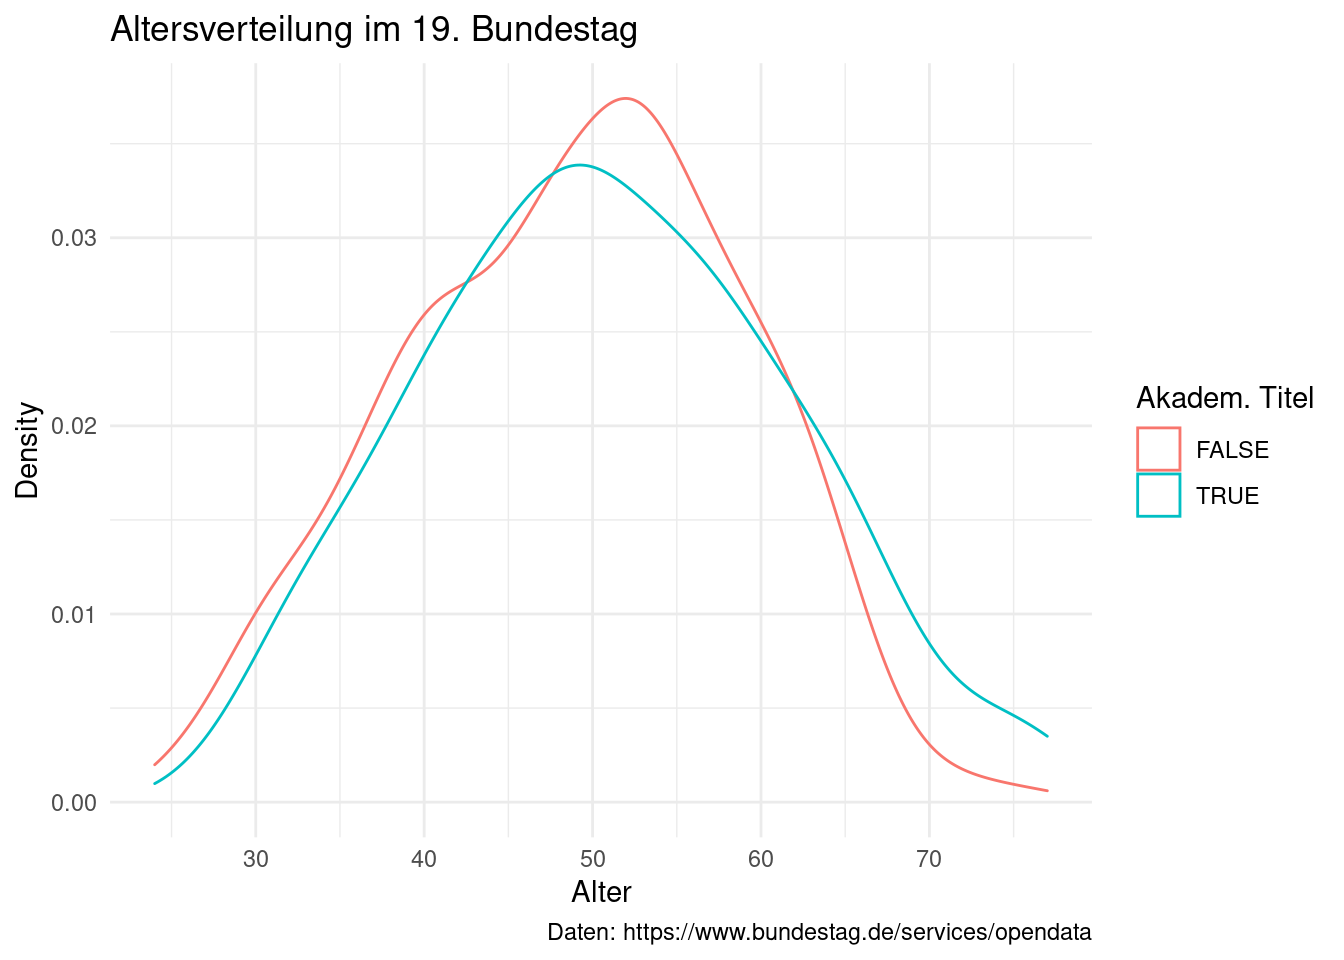 Altersverteilung im 19. Bundestag
Density
0.03
0.02
0.01
0.00
30 40 50 60 70
Alter
Akadem. Titel
FALSE
TRUE
Daten: https://www.bundestag.de/services/opendata